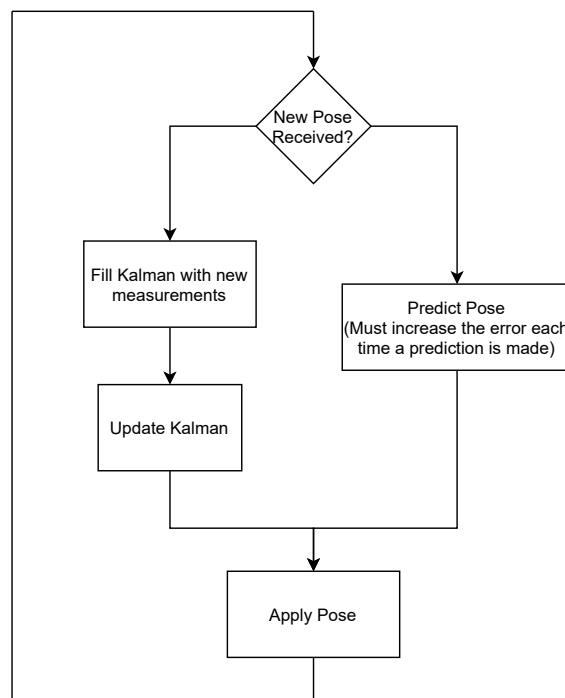 New Pose
Received?
Fill Kalman with new
measurements
Predict Pose
(Must increase the error each
time a prediction is made)
Update Kalman
Apply Pose